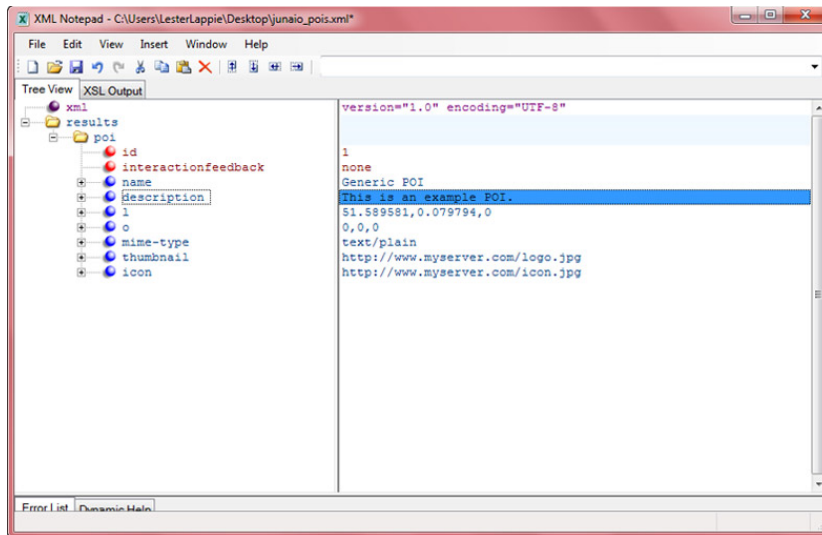 XML Notepad - C:\Users\LesterLappie\Desktop\junaio_pois.xml*
File Edit View Insert Window Help
Tree View XSL Output
xml version="1.0" encoding="UTF-8"
results
poi
id 1
interactionfeedback none
name Generic POI
description This is an example POI.
l 51.589581,0.079794,0
o 0,0,0
mime-type text/plain
thumbnail http://www.myserver.com/logo.jpg
icon http://www.myserver.com/icon.jpg
Error List Dynamic Help